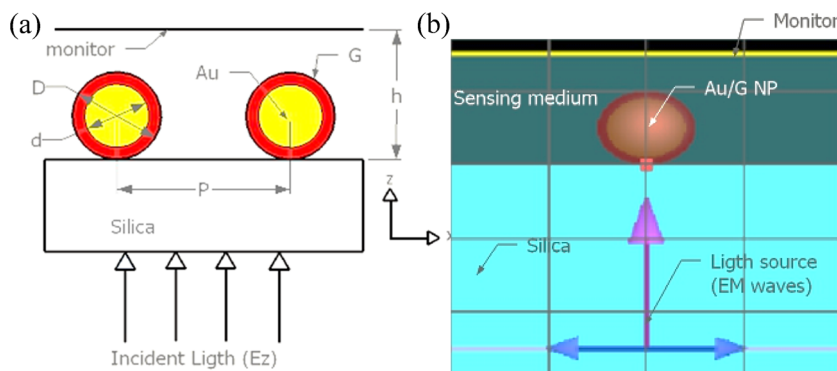 (a)
monitor
Au
G
D
d
h
P
z
x
Silica
Incident Ligth (Ez)
(b)
Monitor
Sensing medium
Au/G NP
Silica
Ligth source
(EM waves)